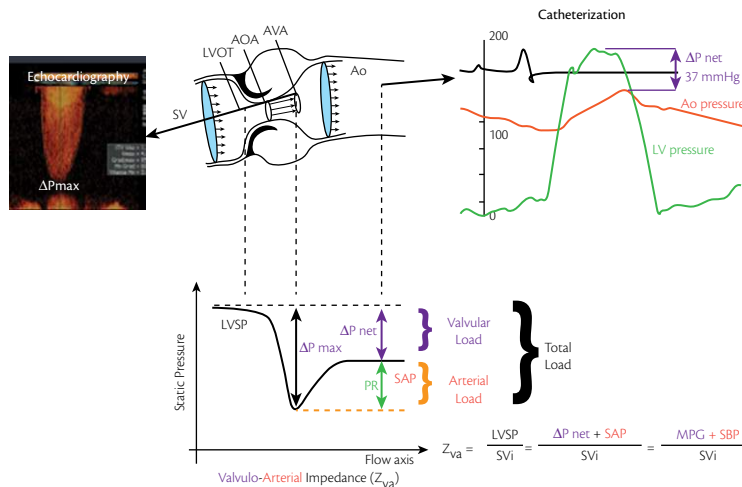 Catheterization
Echocardiography
ΔPmax
LVOT
AOA
AVA
SV
Ao
200
100
0
ΔP net
37 mmHg
Ao pressure
LV pressure
Static Pressure
LVSP
ΔP max
ΔP net
PR
SAP
Valvular
Load
Arterial
Load
Total
Load
Flow axis
Valvulo-Arterial Impedance (Zva)
Zva = LVSP / SVi = ΔP net + SAP / SVi = MPG + SBP / SVi